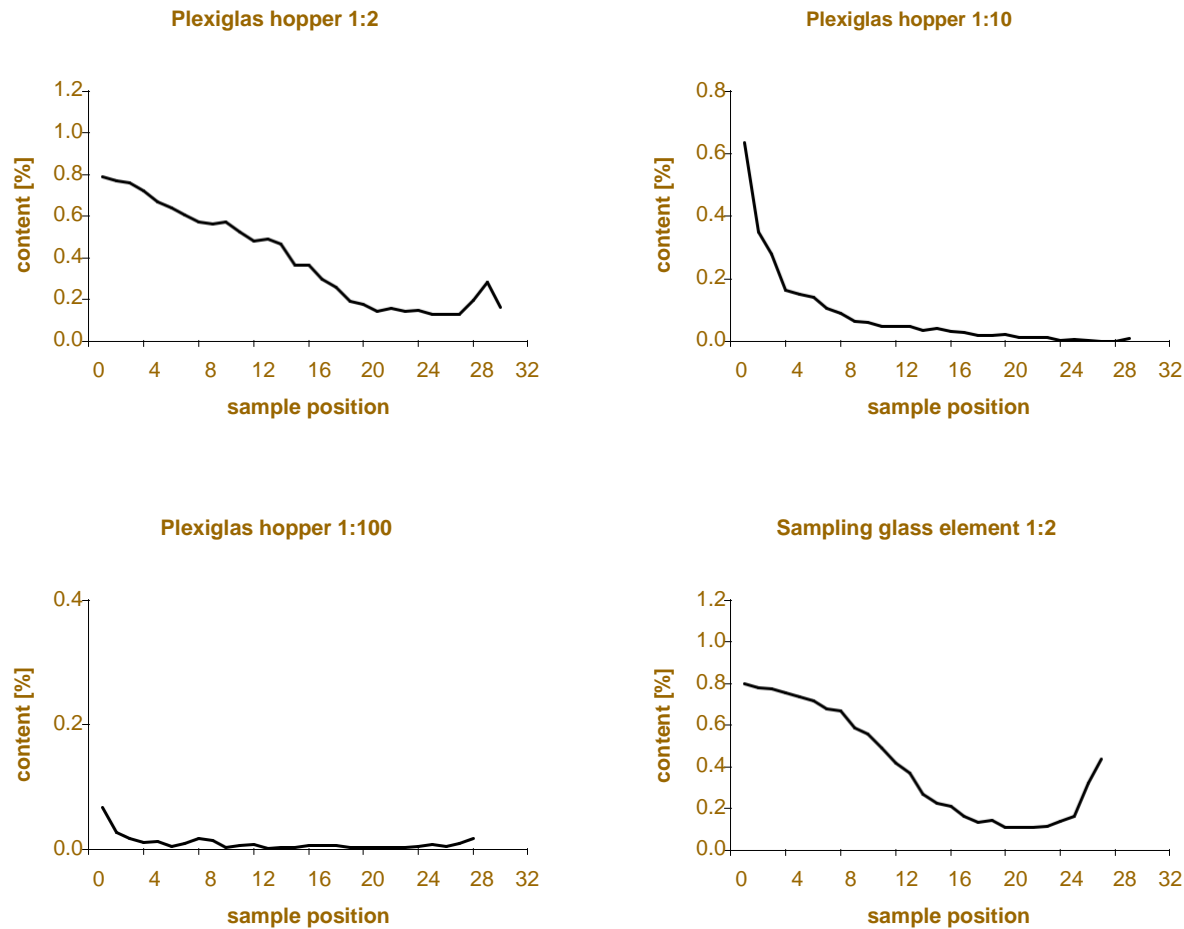 Plexiglas hopper 1:2
1.2
1.0
0.8
0.6
0.4
0.2
0.0
content [%]
0 4 8 12 16 20 24 28 32
sample position
Plexiglas hopper 1:10
0.8
0.6
0.4
0.2
0.0
content [%]
0 4 8 12 16 20 24 28 32
sample position
Plexiglas hopper 1:100
0.4
0.2
0.0
content [%]
0 4 8 12 16 20 24 28 32
sample position
Sampling glass element 1:2
1.2
1.0
0.8
0.6
0.4
0.2
0.0
content [%]
0 4 8 12 16 20 24 28 32
sample position